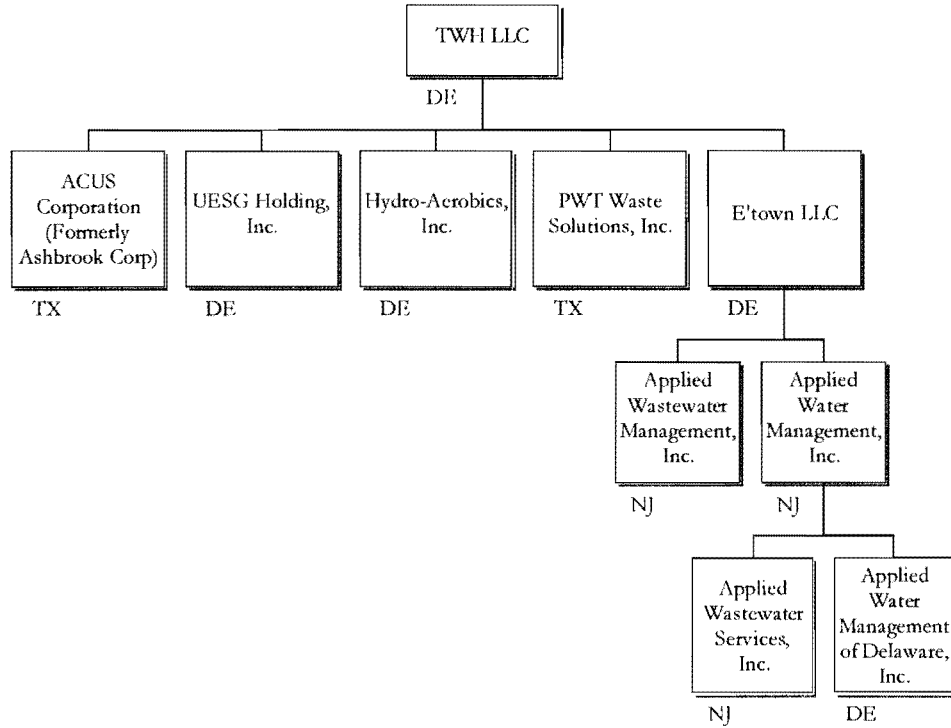 TWH LLC
DE
ACUS
Corporation
(Formerly
Ashbrook Corp)
TX
UESG Holding,
Inc.
DE
Hydro-Aerobics,
Inc.
DE
PWT Waste
Solutions, Inc.
TX
E'town LLC
DE
Applied
Wastewater
Management,
Inc.
NJ
Applied
Water
Management,
Inc.
NJ
Applied
Wastewater
Services,
Inc.
NJ
Applied
Water
Management
of Delaware,
Inc.
DE